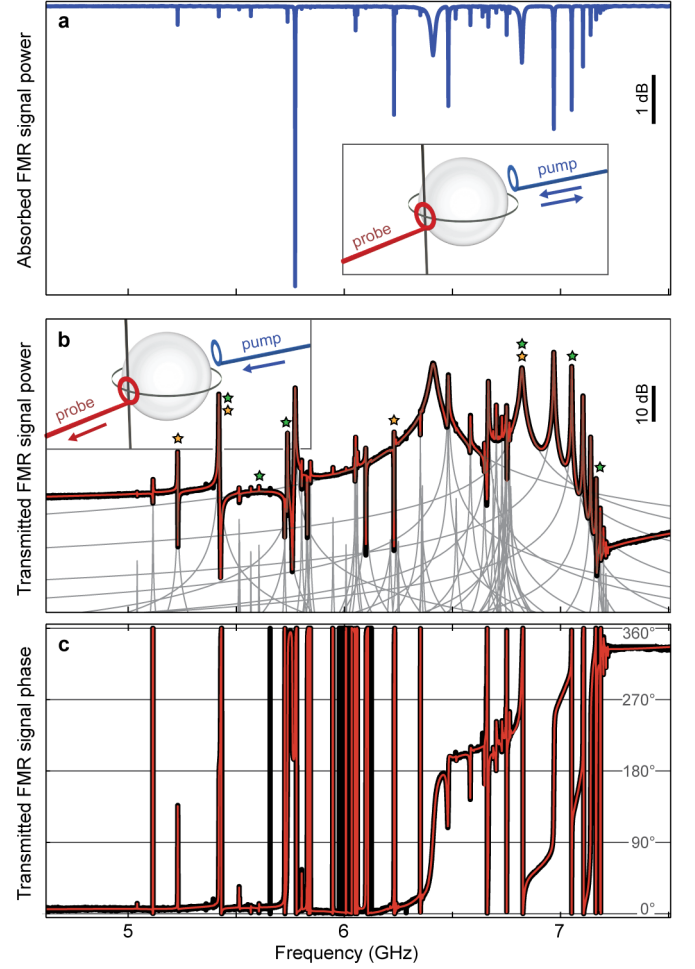 a
Absorbed FMR signal power
1 dB
pump
probe
b
Transmitted FMR signal power
pump
probe
10 dB
c
Transmitted FMR signal phase
360°
270°
180°
90°
0°
5
6
7
Frequency (GHz)